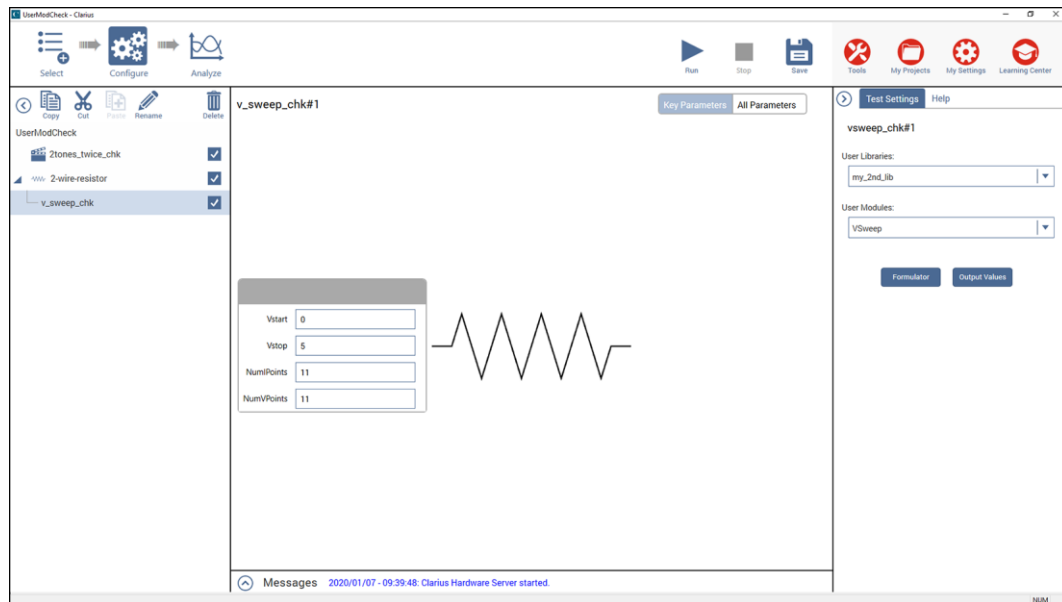 UserModCheck - Clarius
Select
Configure
Analyze
Run
Stop
Save
Tools
My Projects
My Settings
Learning Center
Copy
Cut
Paste
Rename
Delete
UserModCheck
2tones_twice_chk
2-wire-resistor
v_sweep_chk
v_sweep_chk#1
Key Parameters
All Parameters
Vstart 0
Vstop 5
NumIPoints 11
NumVPoints 11
Messages 2020/01/07 - 09:39:48: Clarius Hardware Server started.
Test Settings
Help
vsweep_chk#1
User Libraries:
my_2nd_lib
User Modules:
VSweep
Formulator
Output Values
NUM